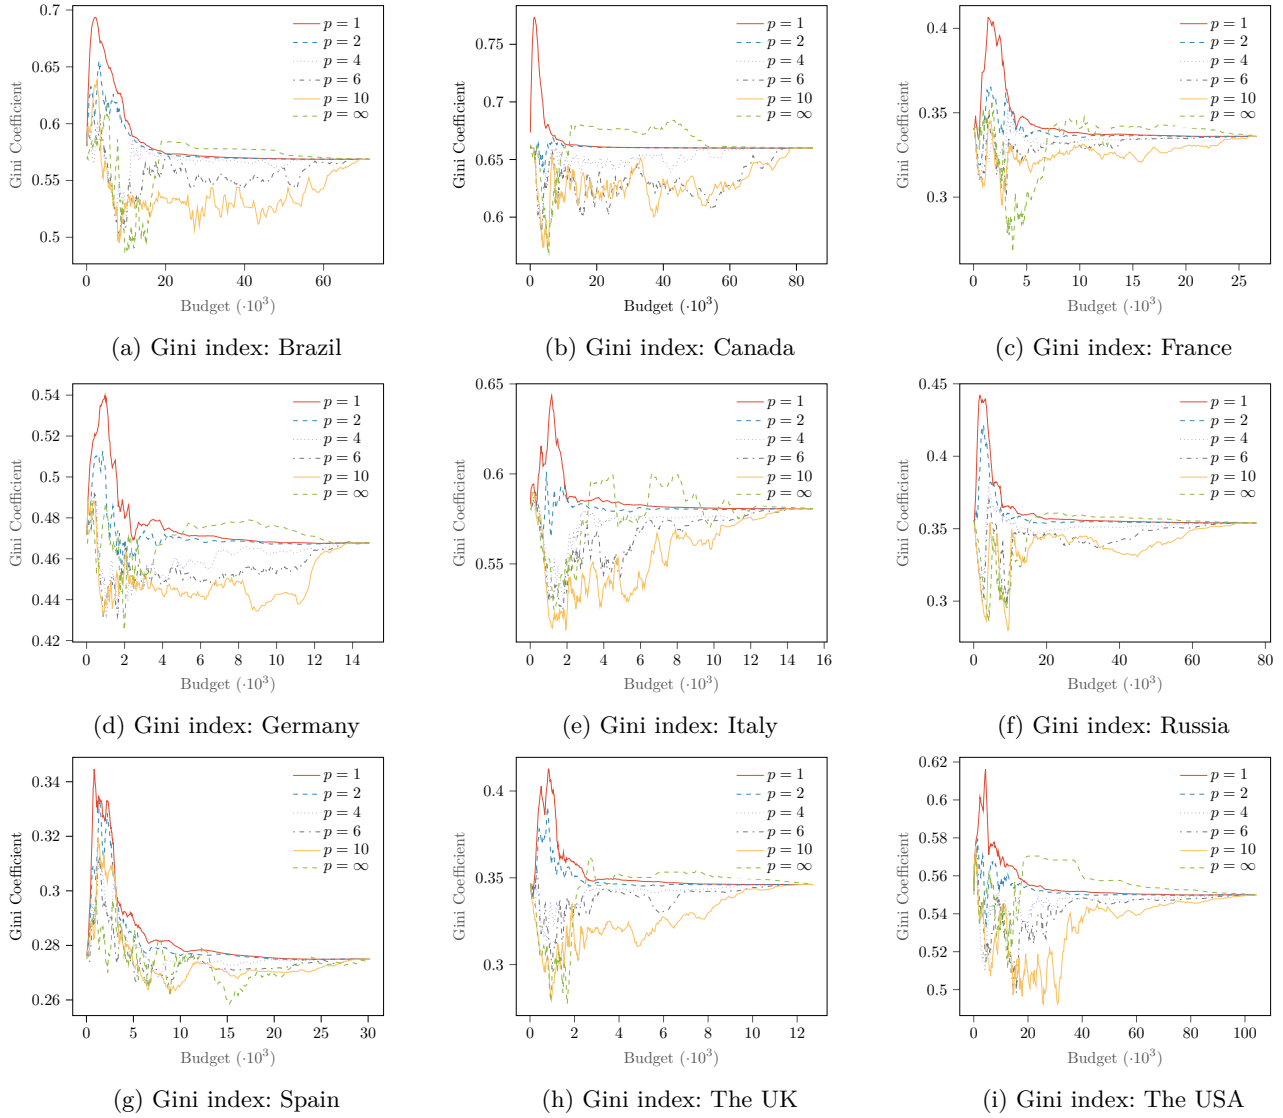 0.7
0.65
0.6
0.55
0.5
Gini Coefficient
p = 1
p = 2
p = 4
p = 6
p = 10
p = ∞
0 20 40 60
Budget (·10³)
(a) Gini index: Brazil
0.75
0.7
0.65
0.6
Gini Coefficient
p = 1
p = 2
p = 4
p = 6
p = 10
p = ∞
0 20 40 60 80
Budget (·10³)
(b) Gini index: Canada
0.4
0.35
0.3
Gini Coefficient
p = 1
p = 2
p = 4
p = 6
p = 10
p = ∞
0 5 10 15 20 25
Budget (·10³)
(c) Gini index: France
0.54
0.52
0.5
0.48
0.46
0.44
0.42
Gini Coefficient
p = 1
p = 2
p = 4
p = 6
p = 10
p = ∞
0 2 4 6 8 10 12 14
Budget (·10³)
(d) Gini index: Germany
0.65
0.6
0.55
Gini Coefficient
p = 1
p = 2
p = 4
p = 6
p = 10
p = ∞
0 2 4 6 8 10 12 14 16
Budget (·10³)
(e) Gini index: Italy
0.45
0.4
0.35
0.3
Gini Coefficient
p = 1
p = 2
p = 4
p = 6
p = 10
p = ∞
0 20 40 60 80
Budget (·10³)
(f) Gini index: Russia
0.34
0.32
0.3
0.28
0.26
Gini Coefficient
p = 1
p = 2
p = 4
p = 6
p = 10
p = ∞
0 5 10 15 20 25 30
Budget (·10³)
(g) Gini index: Spain
0.4
0.35
0.3
Gini Coefficient
p = 1
p = 2
p = 4
p = 6
p = 10
p = ∞
0 2 4 6 8 10 12
Budget (·10³)
(h) Gini index: The UK
0.62
0.6
0.58
0.56
0.54
0.52
0.5
Gini Coefficient
p = 1
p = 2
p = 4
p = 6
p = 10
p = ∞
0 20 40 60 80 100
Budget (·10³)
(i) Gini index: The USA